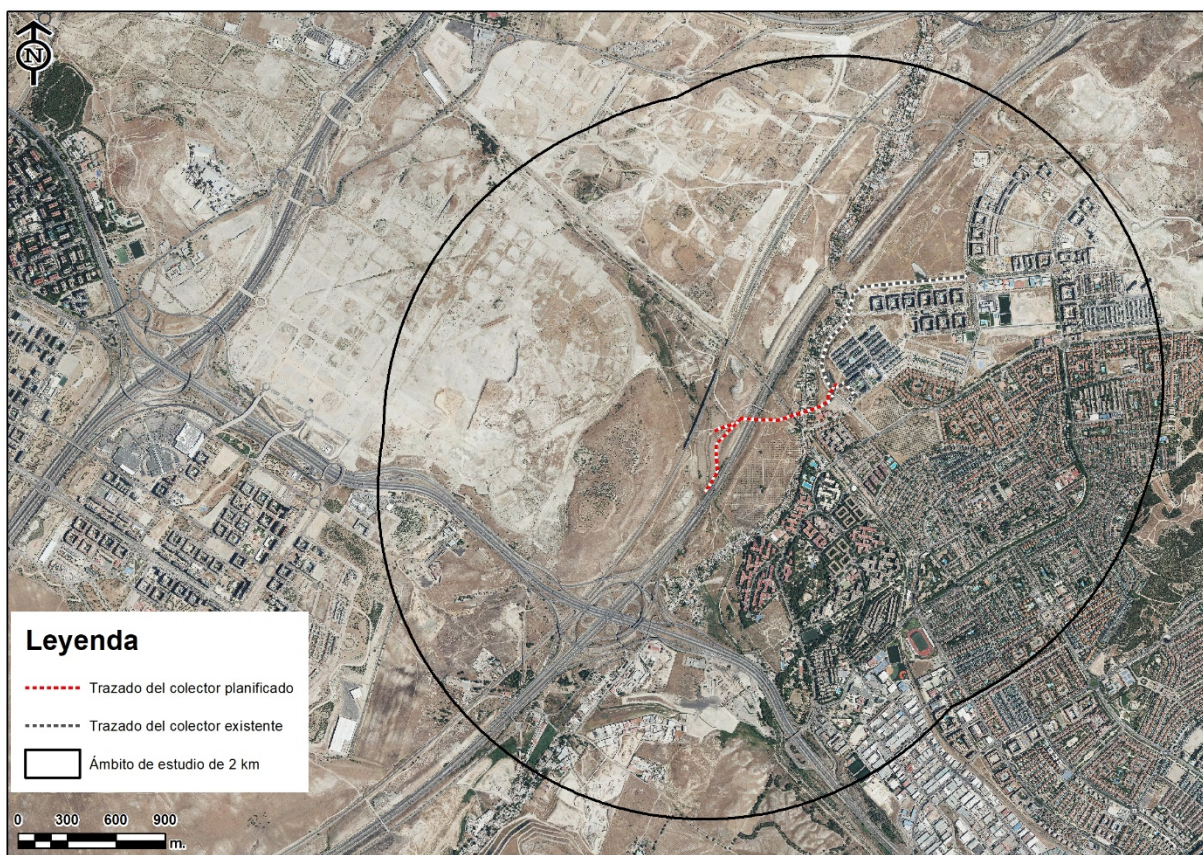 N
Leyenda
Trazado del colector planificado
Trazado del colector existente
Ámbito de estudio de 2 km
0 300 600 900
m.